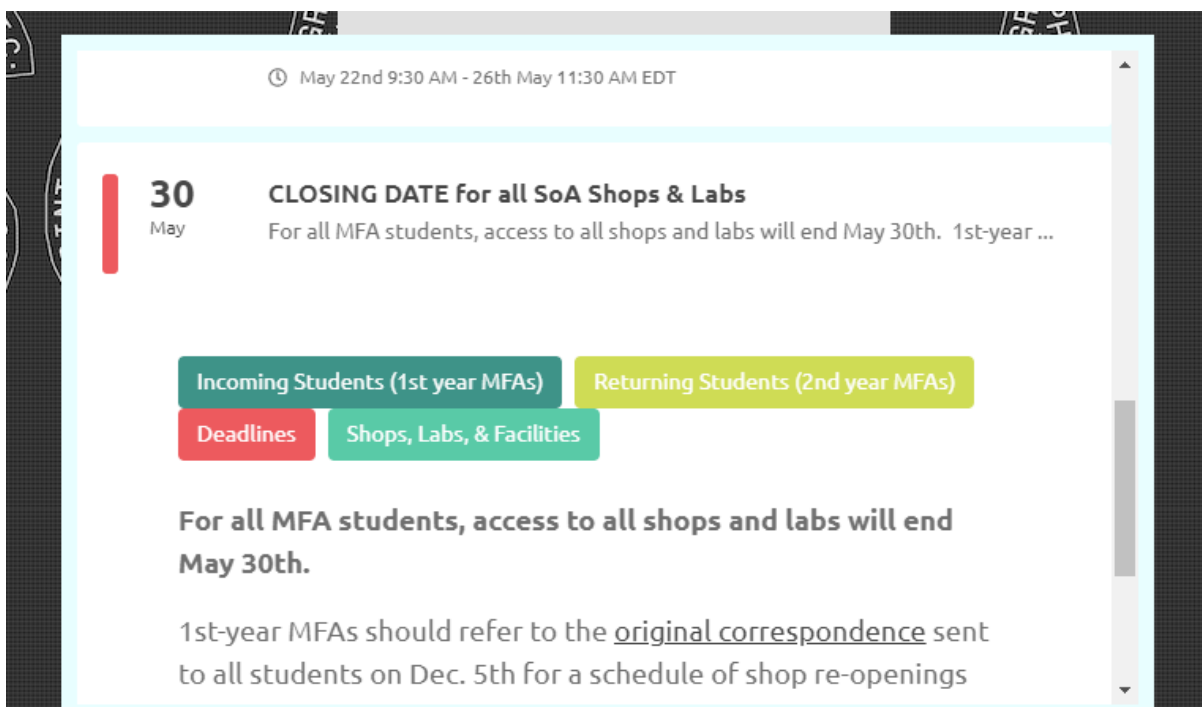 May 22nd 9:30 AM - 26th May 11:30 AM EDT
30
May
CLOSING DATE for all SoA Shops & Labs
For all MFA students, access to all shops and labs will end May 30th. 1st-year ...
Incoming Students (1st year MFAs)
Returning Students (2nd year MFAs)
Deadlines
Shops, Labs, & Facilities
For all MFA students, access to all shops and labs will end
May 30th.
1st-year MFAs should refer to the original correspondence sent
to all students on Dec. 5th for a schedule of shop re-openings